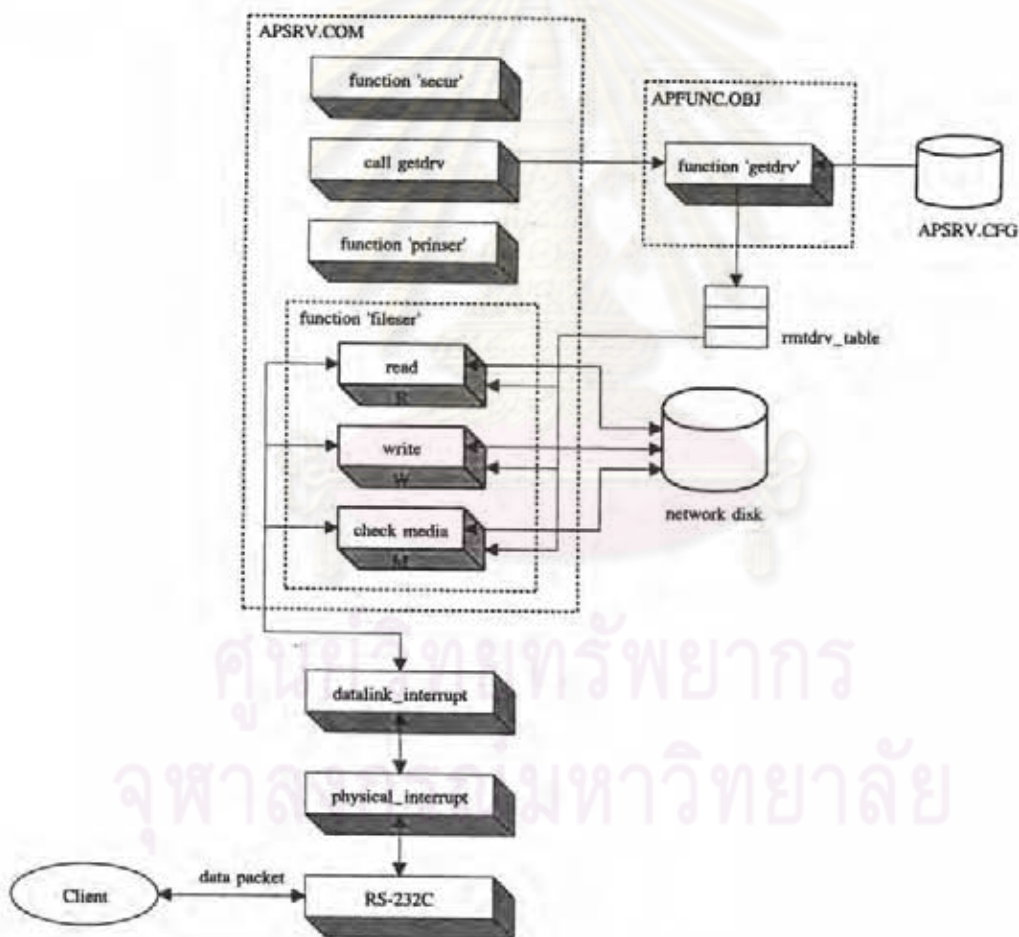 APSRV.COM
function 'secur'
APFUNC.OBJ
call getdrv
function 'getdrv'
APSRV.CFG
function 'prinser'
function 'fileser'
rmtdrv_table
read
R
write
W
check media
M
network disk
ศูนย์วิทยทรัพยากร
datalink_interrupt
จุฬาลงกรณ์มหาวิทยาลัย
physical_interrupt
data packet
Client
RS-232C